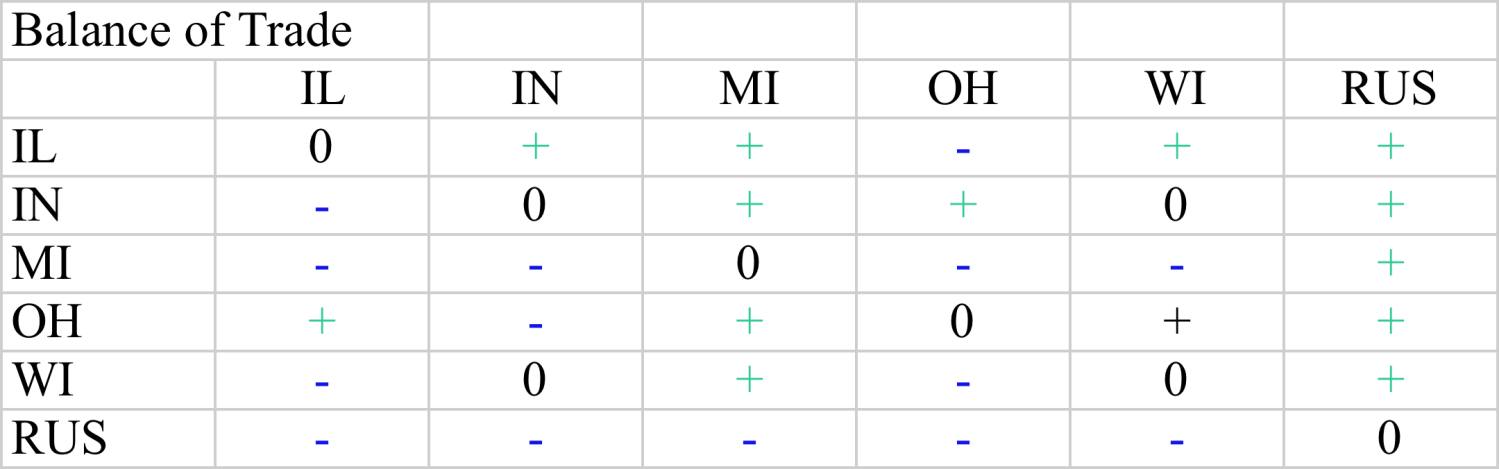 Balance of Trade
IL IN MI OH WI RUS
IL 0 + + - + +
IN - 0 + + 0 +
MI - - 0 - - +
OH + - + 0 + +
WI - 0 + - 0 +
RUS - - - - - 0